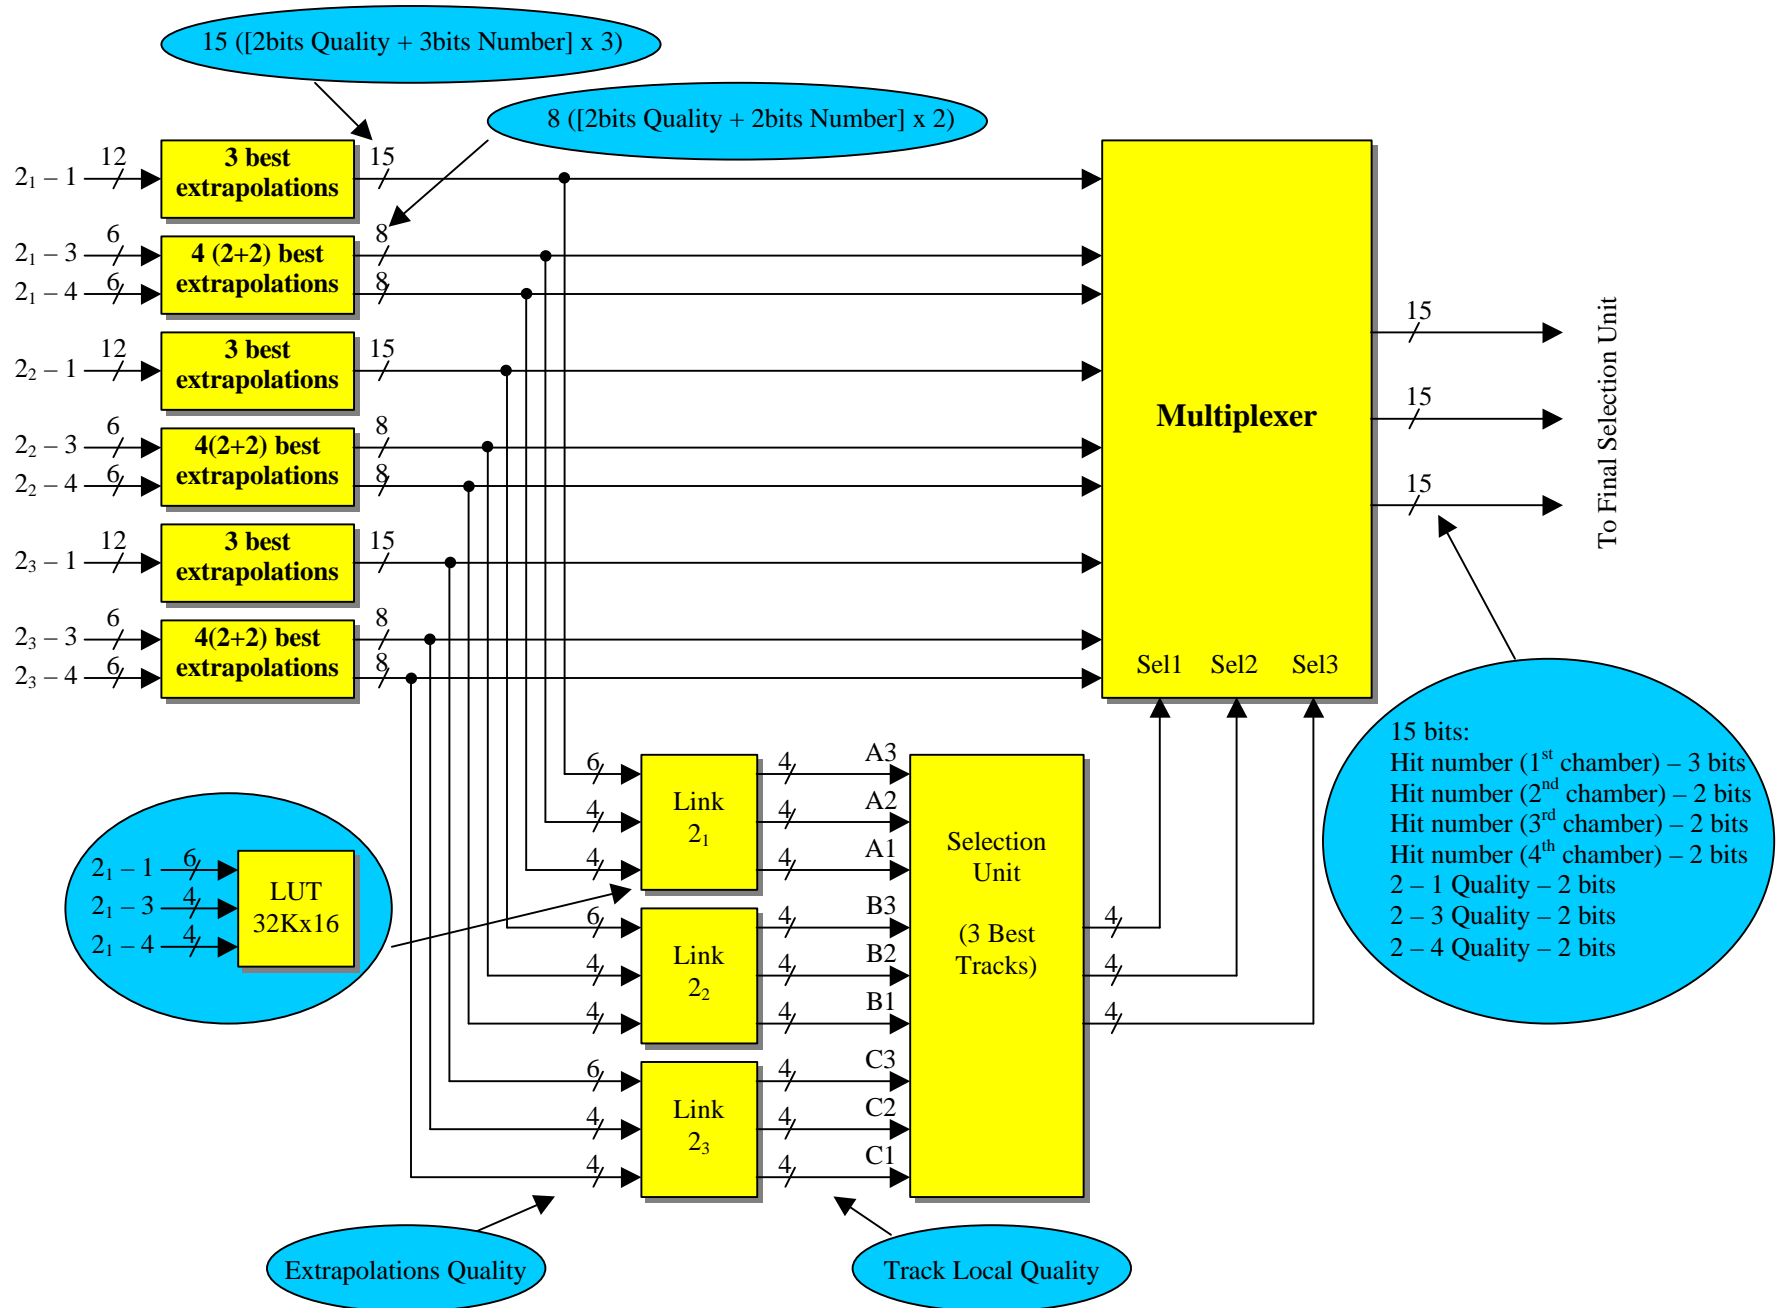 15 ([2bits Quality + 3bits Number] x 3)
8 ([2bits Quality + 2bits Number] x 2)
2₁ – 1
12
3 best
extrapolations
15
2₁ – 3
6
2₁ – 4
6
4 (2+2) best
extrapolations
8
8
2₂ – 1
12
3 best
extrapolations
15
2₂ – 3
6
2₂ – 4
6
4(2+2) best
extrapolations
8
8
2₃ – 1
12
3 best
extrapolations
15
2₃ – 3
6
2₃ – 4
6
4(2+2) best
extrapolations
8
8
Multiplexer
Sel1 Sel2 Sel3
15
15
15
To Final Selection Unit
15 bits:
Hit number (1st chamber) – 3 bits
Hit number (2nd chamber) – 2 bits
Hit number (3rd chamber) – 2 bits
Hit number (4th chamber) – 2 bits
2 – 1 Quality – 2 bits
2 – 3 Quality – 2 bits
2 – 4 Quality – 2 bits
6
4
4
Link
2₁
4
4
4
A3
A2
A1
6
4
4
Link
2₂
4
4
4
B3
B2
B1
6
4
4
Link
2₃
4
4
4
C3
C2
C1
Selection
Unit
(3 Best
Tracks)
4
4
4
2₁ – 1
6
2₁ – 3
4
2₁ – 4
4
LUT
32Kx16
Extrapolations Quality
Track Local Quality